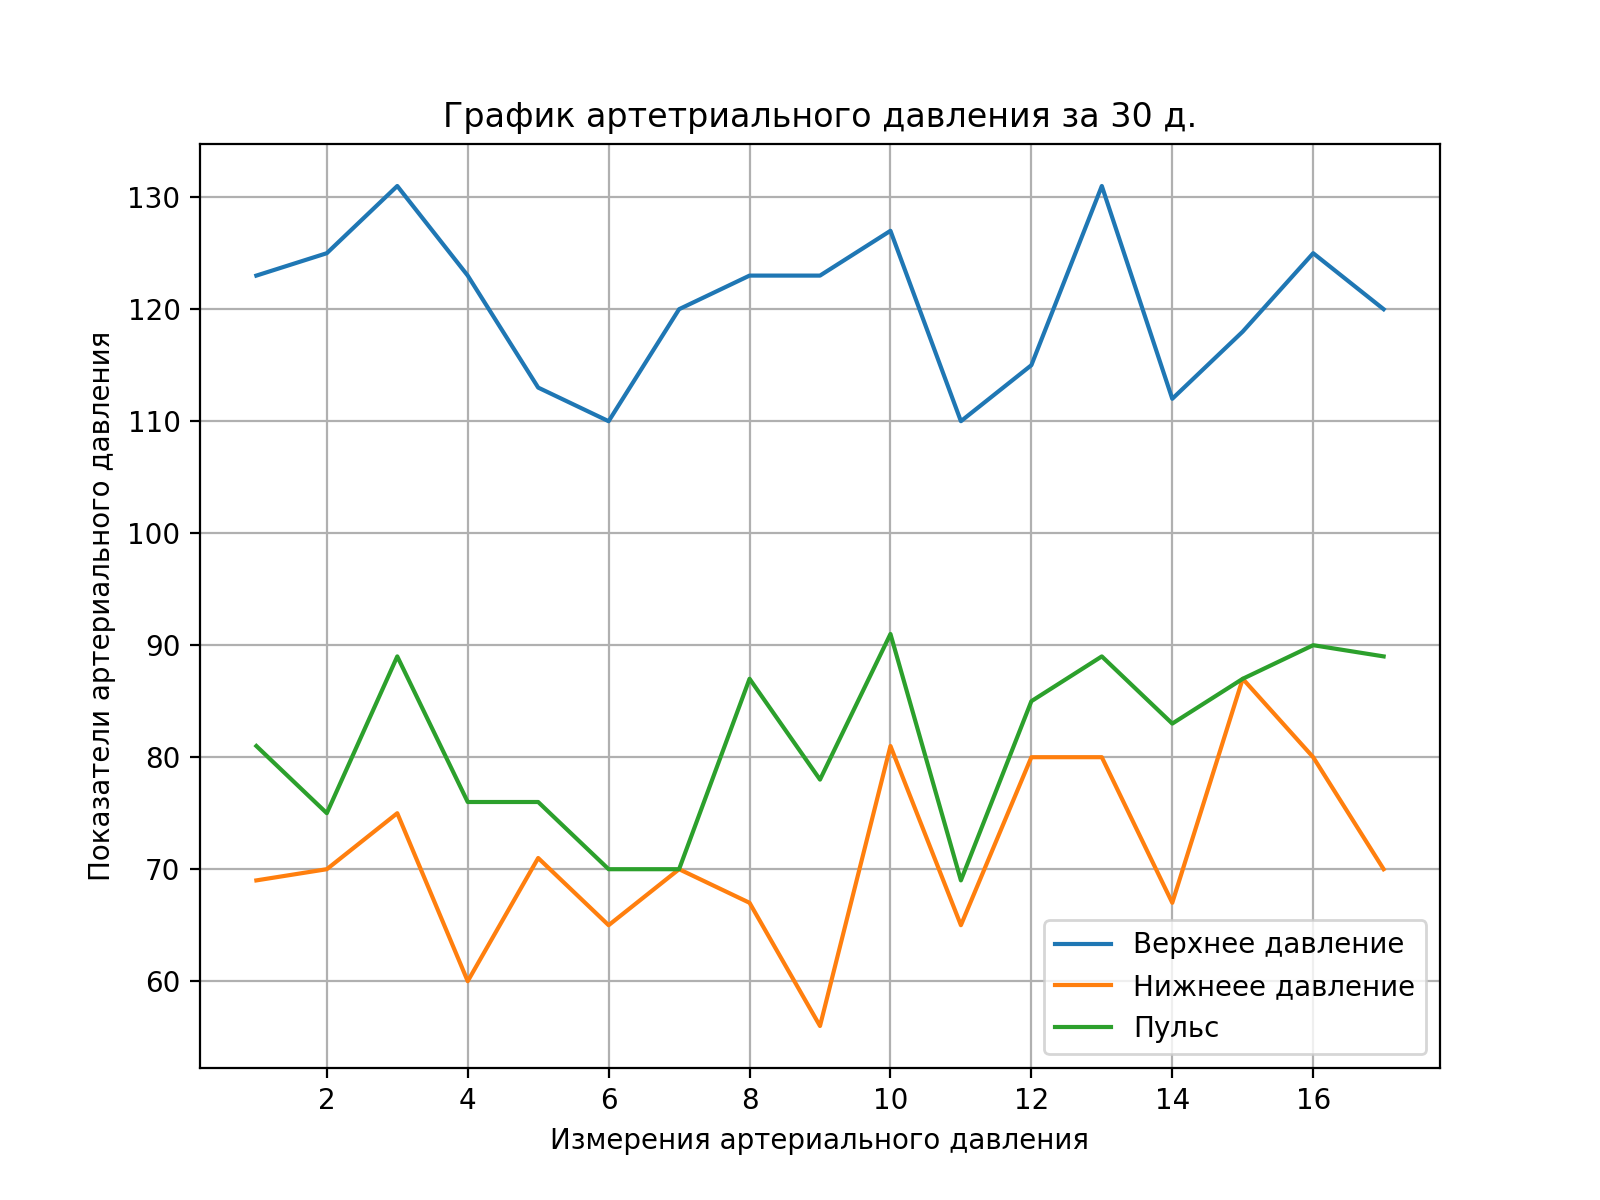 График артетриального давления за 30 д.
Показатели артериального давления
130
120
110
100
90
80
70
60
Верхнее давление
Нижнеее давление
Пульс
2 4 6 8 10 12 14 16
Измерения артериального давления